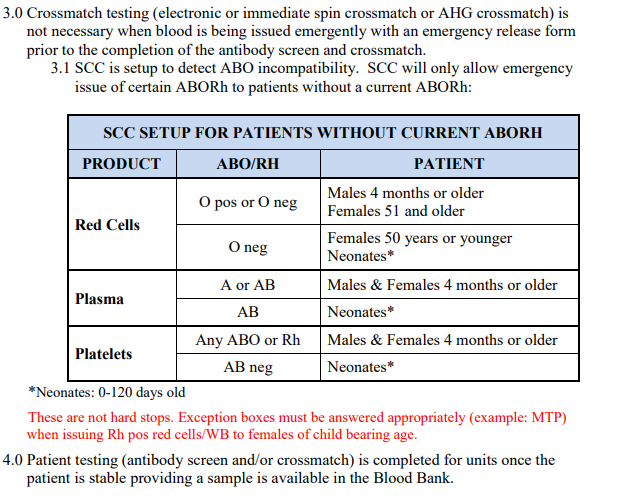 3.0 Crossmatch testing (electronic or immediate spin crossmatch or AHG crossmatch) is
not necessary when blood is being issued emergently with an emergency release form
prior to the completion of the antibody screen and crossmatch.
3.1 SCC is setup to detect ABO incompatibility.  SCC will only allow emergency
issue of certain ABORh to patients without a current ABORh:
SCC SETUP FOR PATIENTS WITHOUT CURRENT ABORH
PRODUCT ABO/RH PATIENT
Red Cells
O pos or O neg
Males 4 months or older
Females 51 and older
O neg
Females 50 years or younger
Neonates*
Plasma
A or AB Males & Females 4 months or older
AB Neonates*
Platelets
Any ABO or Rh Males & Females 4 months or older
AB neg Neonates*
*Neonates: 0-120 days old
These are not hard stops. Exception boxes must be answered appropriately (example: MTP)
when issuing Rh pos red cells/WB to females of child bearing age.
4.0 Patient testing (antibody screen and/or crossmatch) is completed for units once the
patient is stable providing a sample is available in the Blood Bank.